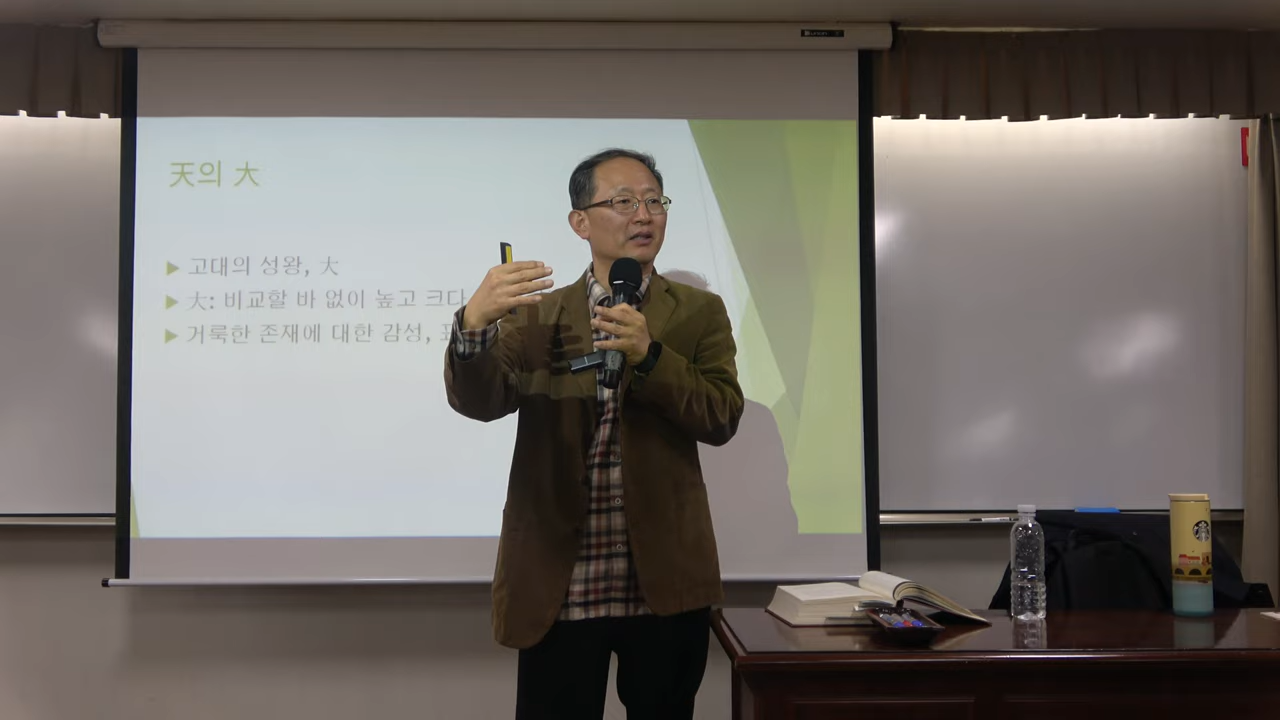 天의 大
▶ 고대의 성왕, 大
▶ 大: 비교할 바 없이 높고 크다
▶ 거룩한 존재에 대한 감성,